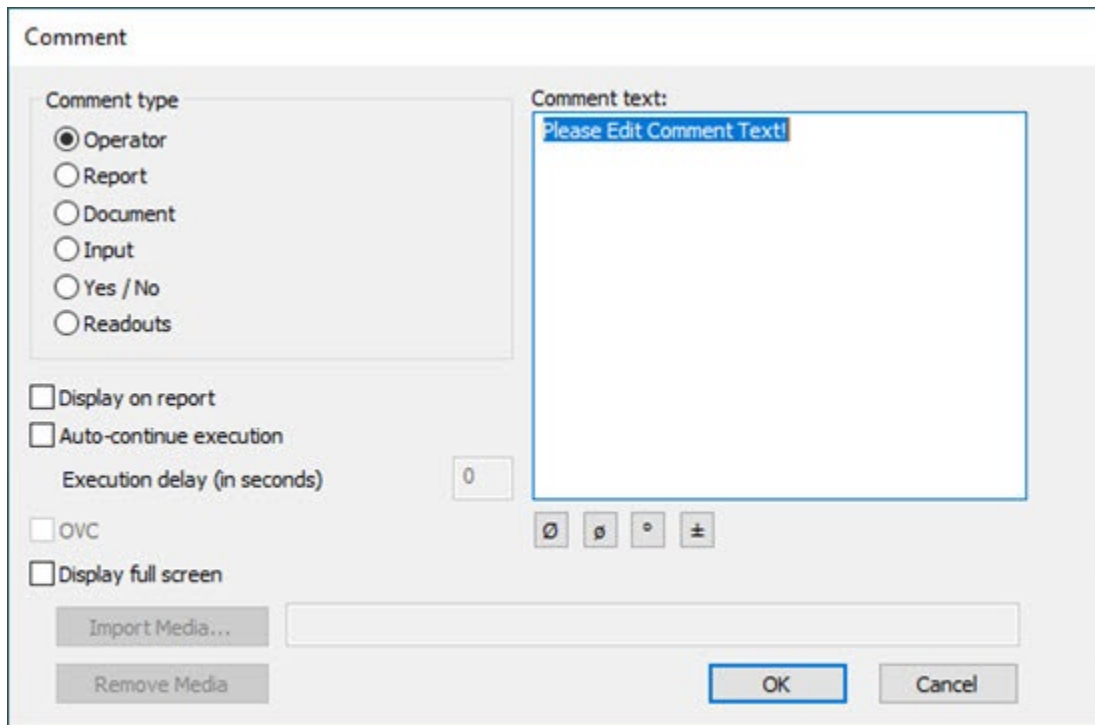 Comment
Comment type
Operator
Report
Document
Input
Yes / No
Readouts
Display on report
Auto-continue execution
Execution delay (in seconds)
0
OVC
Display full screen
Import Media...
Remove Media
Comment text:
Please Edit Comment Text!
Ø ø ° ±
OK
Cancel